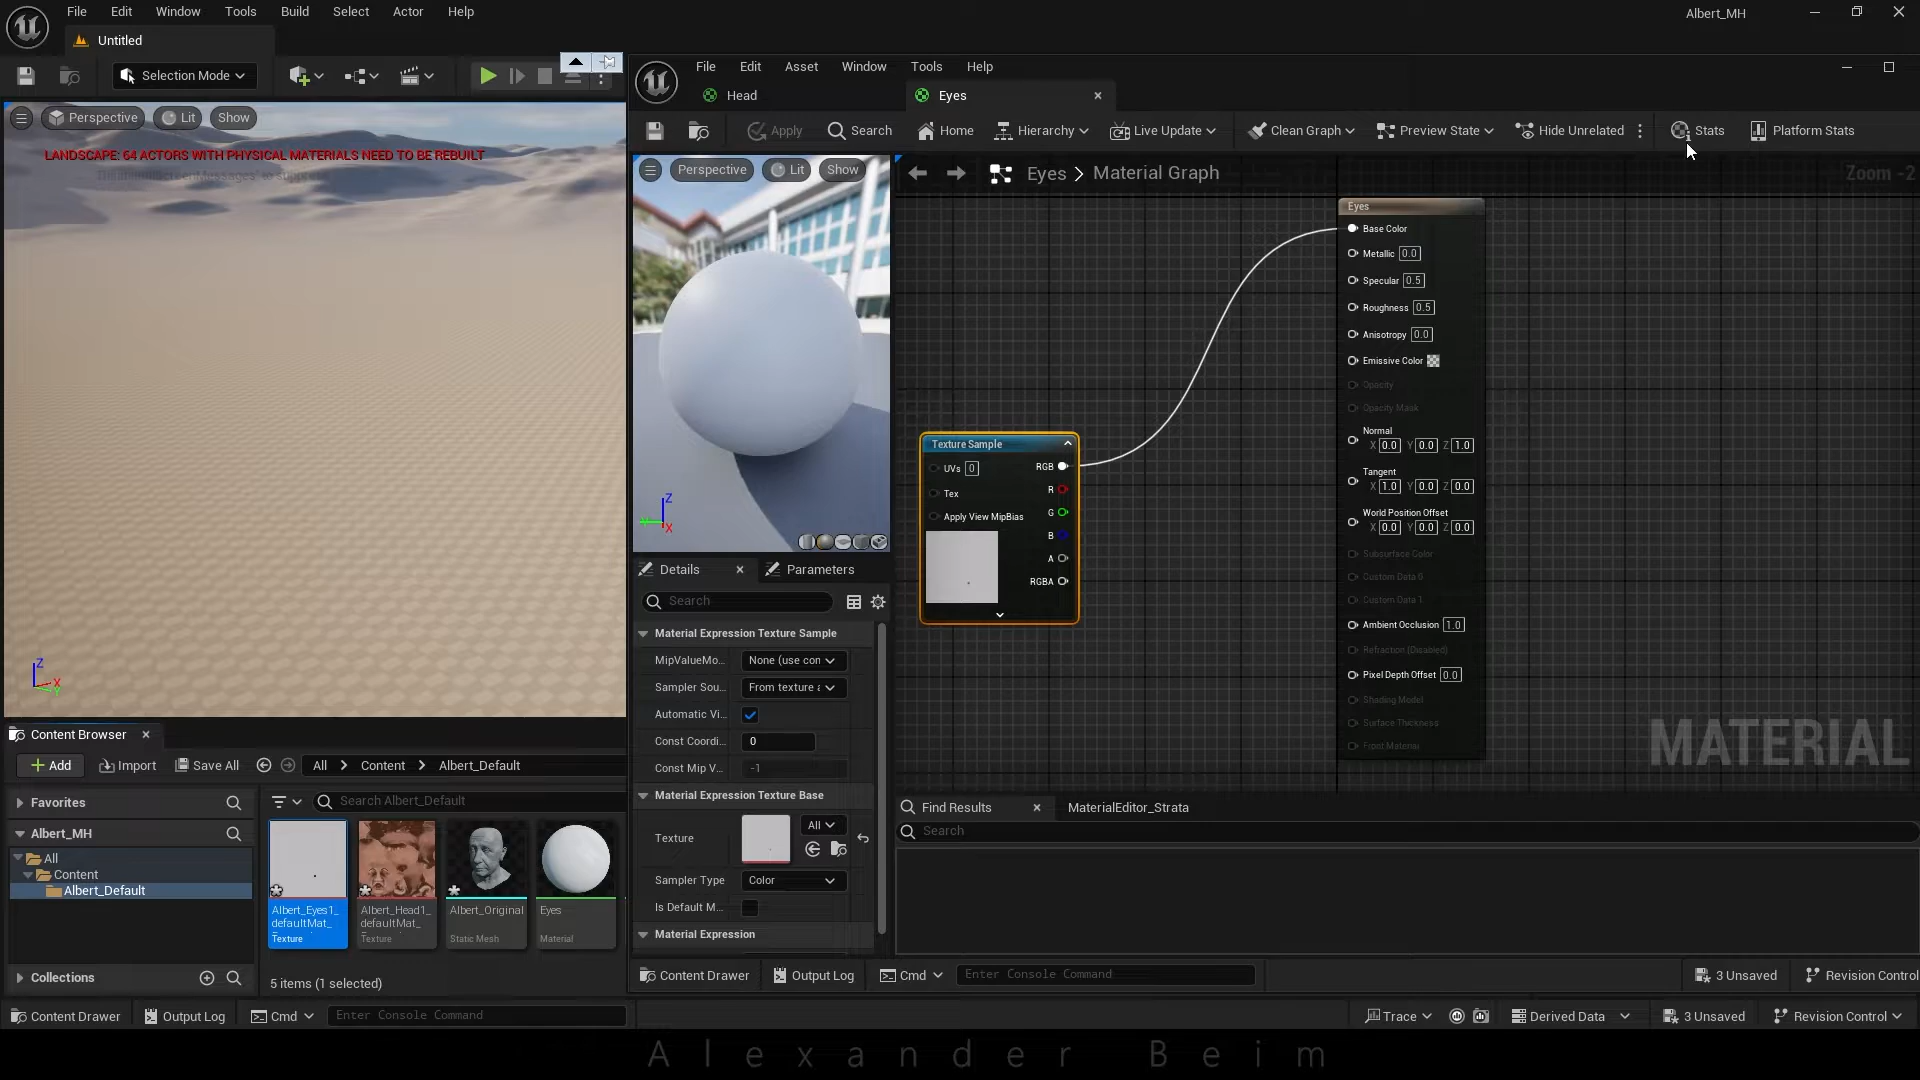 File Edit Window Tools Build Select Actor Help
Albert_MH
Untitled
Selection Mode
File Edit Asset Window Tools Help
Head
Eyes
Apply
Search
Home
Hierarchy
Live Update
Clean Graph
Preview State
Hide Unrelated
Stats
Platform Stats
Perspective
Lit
Show
LANDSCAPE: 64 ACTORS WITH PHYSICAL MATERIALS NEED TO BE REBUILT
Perspective
Lit
Show
Eyes > Material Graph
Zoom -2
Eyes
Base Color
Metallic 0.0
Specular 0.5
Roughness 0.5
Anisotropy 0.0
Emissive Color
Opacity
Opacity Mask
Normal
X 0.0 Y 0.0 Z 1.0
Tangent
X 1.0 Y 0.0 Z 0.0
World Position Offset
X 0.0 Y 0.0 Z 0.0
Subsurface Color
Custom Data 0
Custom Data 1
Ambient Occlusion 1.0
Refraction (Disabled)
Pixel Depth Offset 0.0
Shading Model
Surface Thickness
Front Material
Texture Sample
UVs 0
RGB
Tex
R
Apply View MipBias
G
B
A
RGBA
MATERIAL
Z
X
Z
X
Y
Details
Parameters
Search
Material Expression Texture Sample
MipValueMo... None (use con
Sampler Sou... From texture a
Automatic Vi...
Const Coordi... 0
Const Mip V... -1
Material Expression Texture Base
Texture
All
Sampler Type Color
Is Default M...
Material Expression
Find Results
MaterialEditor_Strata
Search
Content Drawer
Output Log
Cmd
Enter Console Command
3 Unsaved
Revision Control
Content Browser
Add
Import
Save All
All > Content > Albert_Default
Favorites
Search Albert_Default
Albert_MH
All
Content
Albert_Default
Collections
Albert_Eyes1_
defaultMat_
Texture
Albert_Head1_
defaultMat_
Texture
Albert_Original
Static Mesh
Eyes
Material
5 items (1 selected)
Content Drawer
Output Log
Cmd
Enter Console Command
Trace
Derived Data
3 Unsaved
Revision Control
Alexander Beim